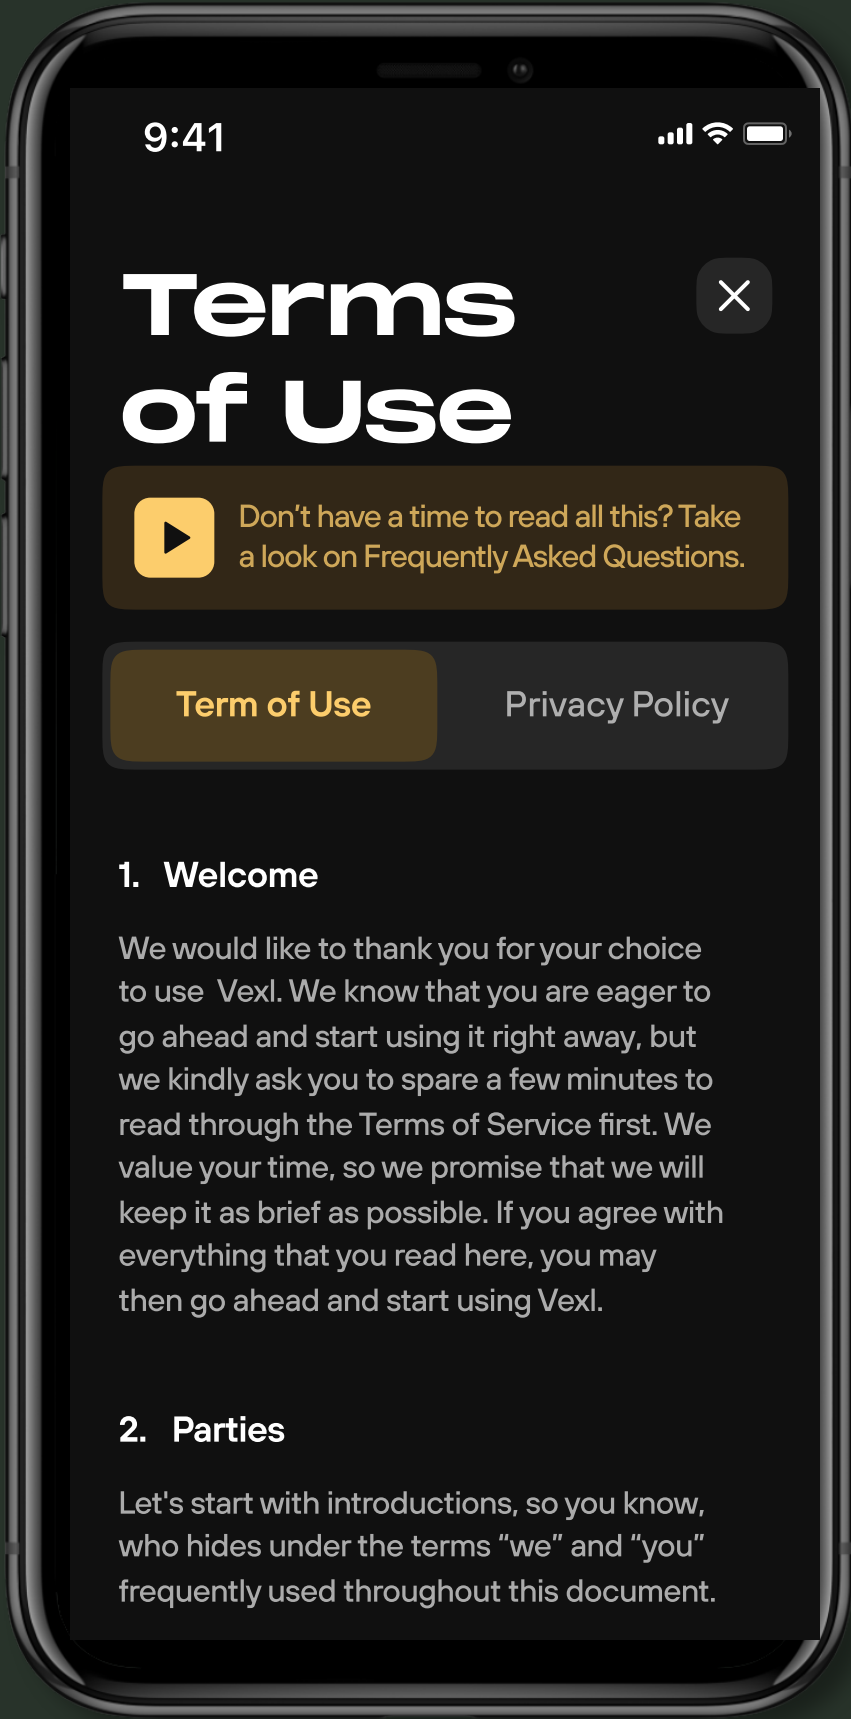 9:41
Terms
of Use
Don't have a time to read all this? Take
a look on Frequently Asked Questions.
Term of Use
Privacy Policy
1. Welcome
We would like to thank you for your choice
to use  Vexl. We know that you are eager to
go ahead and start using it right away, but
we kindly ask you to spare a few minutes to
read through the Terms of Service first. We
value your time, so we promise that we will
keep it as brief as possible. If you agree with
everything that you read here, you may
then go ahead and start using Vexl.
2. Parties
Let's start with introductions, so you know,
who hides under the terms “we” and “you”
frequently used throughout this document.